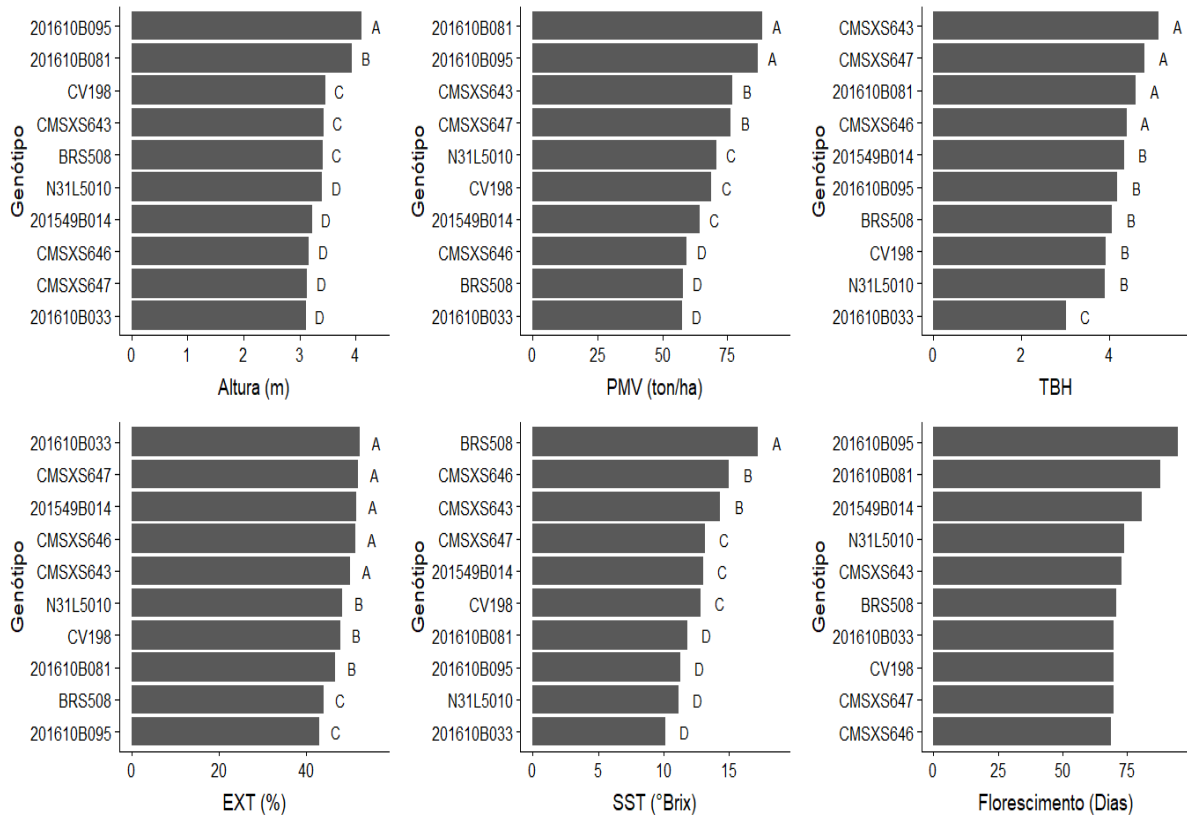 Genótipo
201610B095 A
201610B081 B
CV198 C
CMSXS643 C
BRS508 C
N31L5010 D
201549B014 D
CMSXS646 D
CMSXS647 D
201610B033 D
0 1 2 3 4
Altura (m)
Genótipo
201610B081 A
201610B095 A
CMSXS643 B
CMSXS647 B
N31L5010 C
CV198 C
201549B014 C
CMSXS646 D
BRS508 D
201610B033 D
0 25 50 75
PMV (ton/ha)
Genótipo
CMSXS643 A
CMSXS647 A
201610B081 A
CMSXS646 A
201549B014 B
201610B095 B
BRS508 B
CV198 B
N31L5010 B
201610B033 C
0 2 4
TBH
Genótipo
201610B033 A
CMSXS647 A
201549B014 A
CMSXS646 A
CMSXS643 A
N31L5010 B
CV198 B
201610B081 B
BRS508 C
201610B095 C
0 20 40
EXT (%)
Genótipo
BRS508 A
CMSXS646 B
CMSXS643 B
CMSXS647 C
201549B014 C
CV198 C
201610B081 D
201610B095 D
N31L5010 D
201610B033 D
0 5 10 15
SST (°Brix)
Genótipo
201610B095
201610B081
201549B014
N31L5010
CMSXS643
BRS508
201610B033
CV198
CMSXS647
CMSXS646
0 25 50 75
Florescimento (Dias)